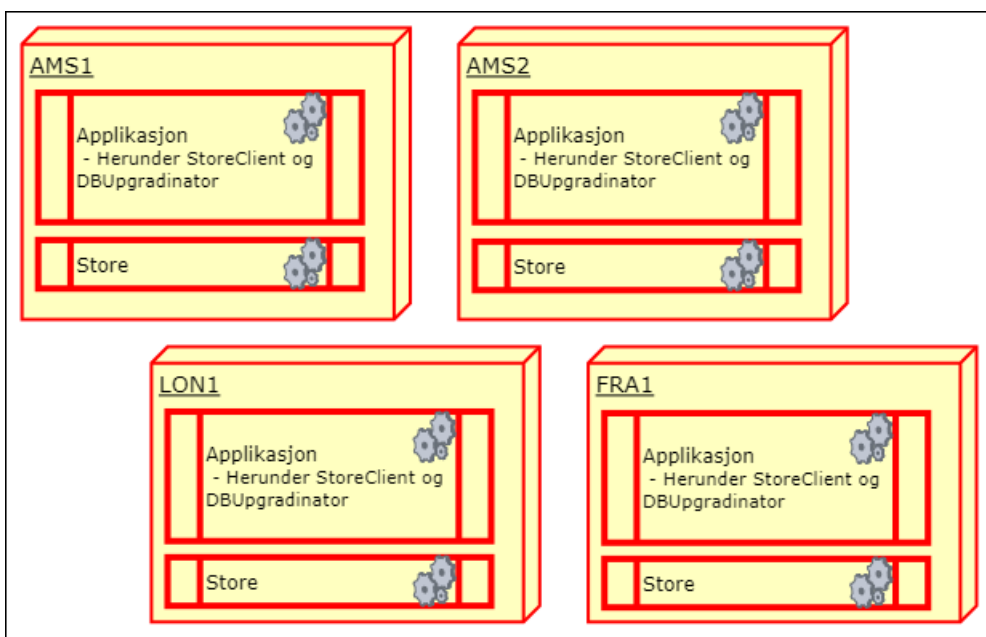 AMS1
Applikasjon
- Herunder StoreClient og
DBUpgradinator
Store
AMS2
Applikasjon
- Herunder StoreClient og
DBUpgradinator
Store
LON1
Applikasjon
- Herunder StoreClient og
DBUpgradinator
Store
FRA1
Applikasjon
- Herunder StoreClient og
DBUpgradinator
Store